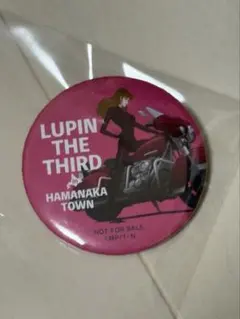 LUPIN
THE
THIRD
HAMANAKA
TOWN
NOT FOR SALE